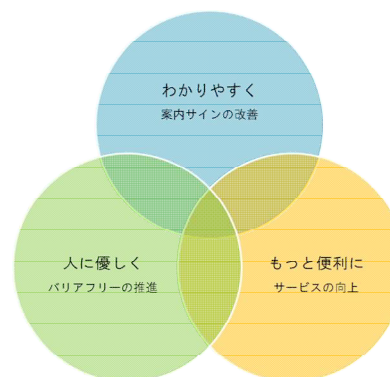 わかりやすく
案内サインの改善
人に優しく
バリアフリーの推進
もっと便利に
サービスの向上